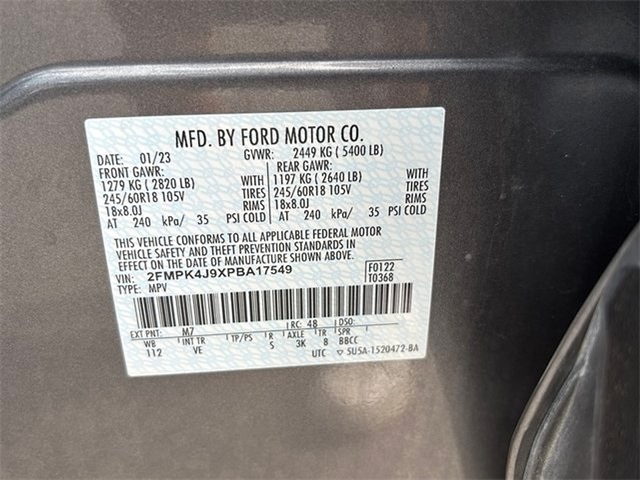 MFD. BY FORD MOTOR CO.
DATE: 01/23 GVWR: 2449 KG ( 5400 LB)
FRONT GAWR: REAR GAWR:
1279 KG ( 2820 LB) WITH 1197 KG ( 2640 LB) WITH
245/60R18 105V TIRES 245/60R18 105V TIRES
18x8.0J RIMS 18x8.0J RIMS
AT 240 kPa/ 35 PSI COLD AT 240 kPa/ 35 PSI COLD
THIS VEHICLE CONFORMS TO ALL APPLICABLE FEDERAL MOTOR
VEHICLE SAFETY AND THEFT PREVENTION STANDARDS IN
EFFECT ON THE DATE OF MANUFACTURE SHOWN ABOVE.
VIN: 2FMPK4J9XPBA17549 F0122
TYPE: MPV T0368
EXT PNT: M7 RC: 48 DSO:
WB INT TR TP/PS R AXLE TR SPR
112 VE S 3K 8 BBCC
UTC ▽ 5U5A-1520472-BA